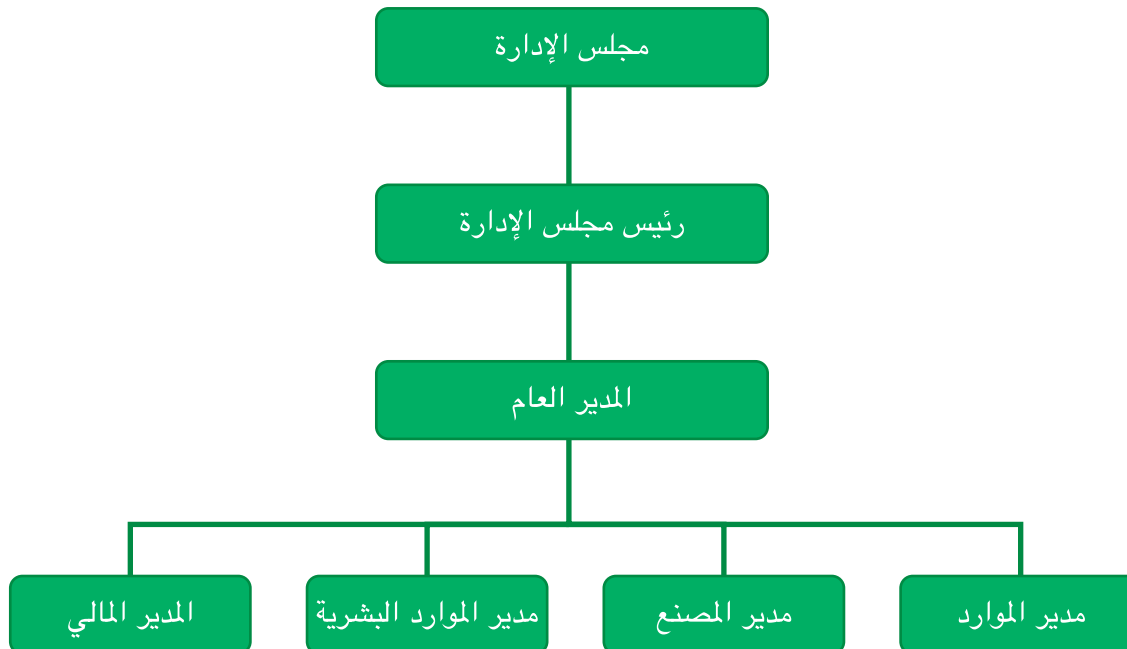 مجلس الإدارة
رئيس مجلس الإدارة
المدير العام
مدير الموارد
مدير المصنع
مدير الموارد البشرية
المدير المالي